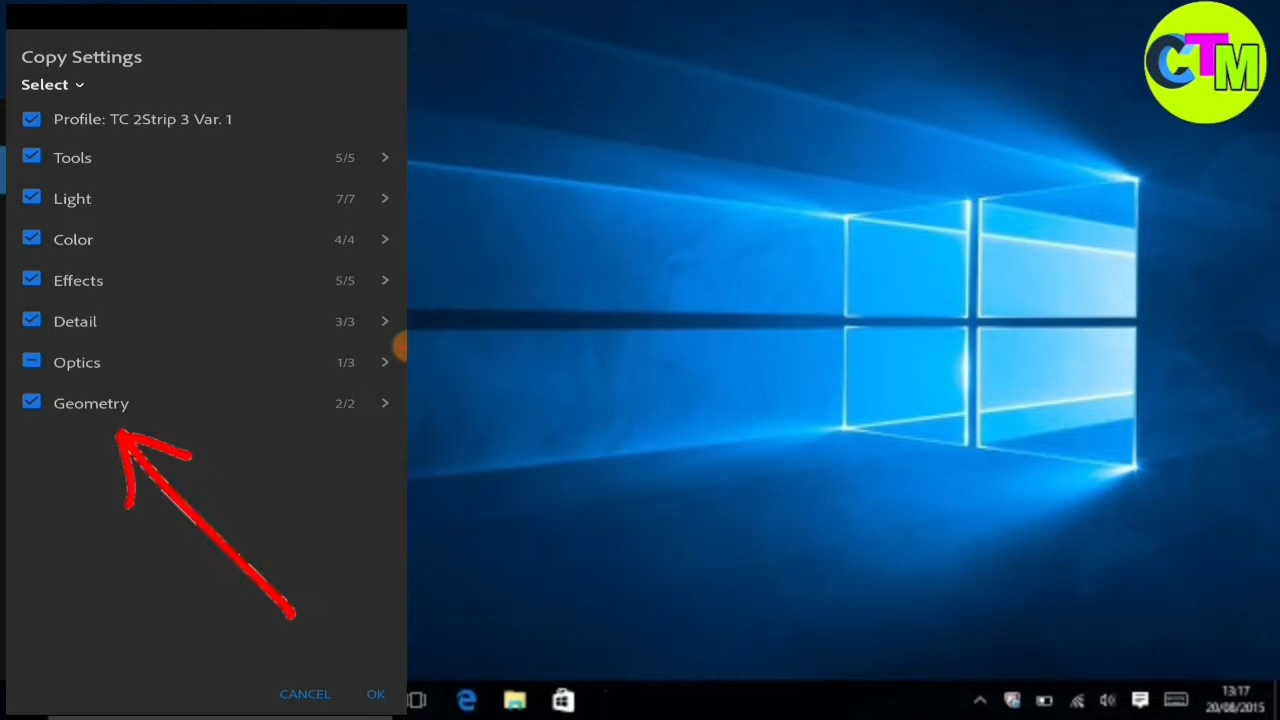 Copy Settings
Select
Profile: TC 2Strip 3 Var. 1
Tools 5/5
Light 7/7
Color 4/4
Effects 5/5
Detail 3/3
Optics 1/3
Geometry 2/2
CANCEL OK
CTM
13:17
20/08/2015